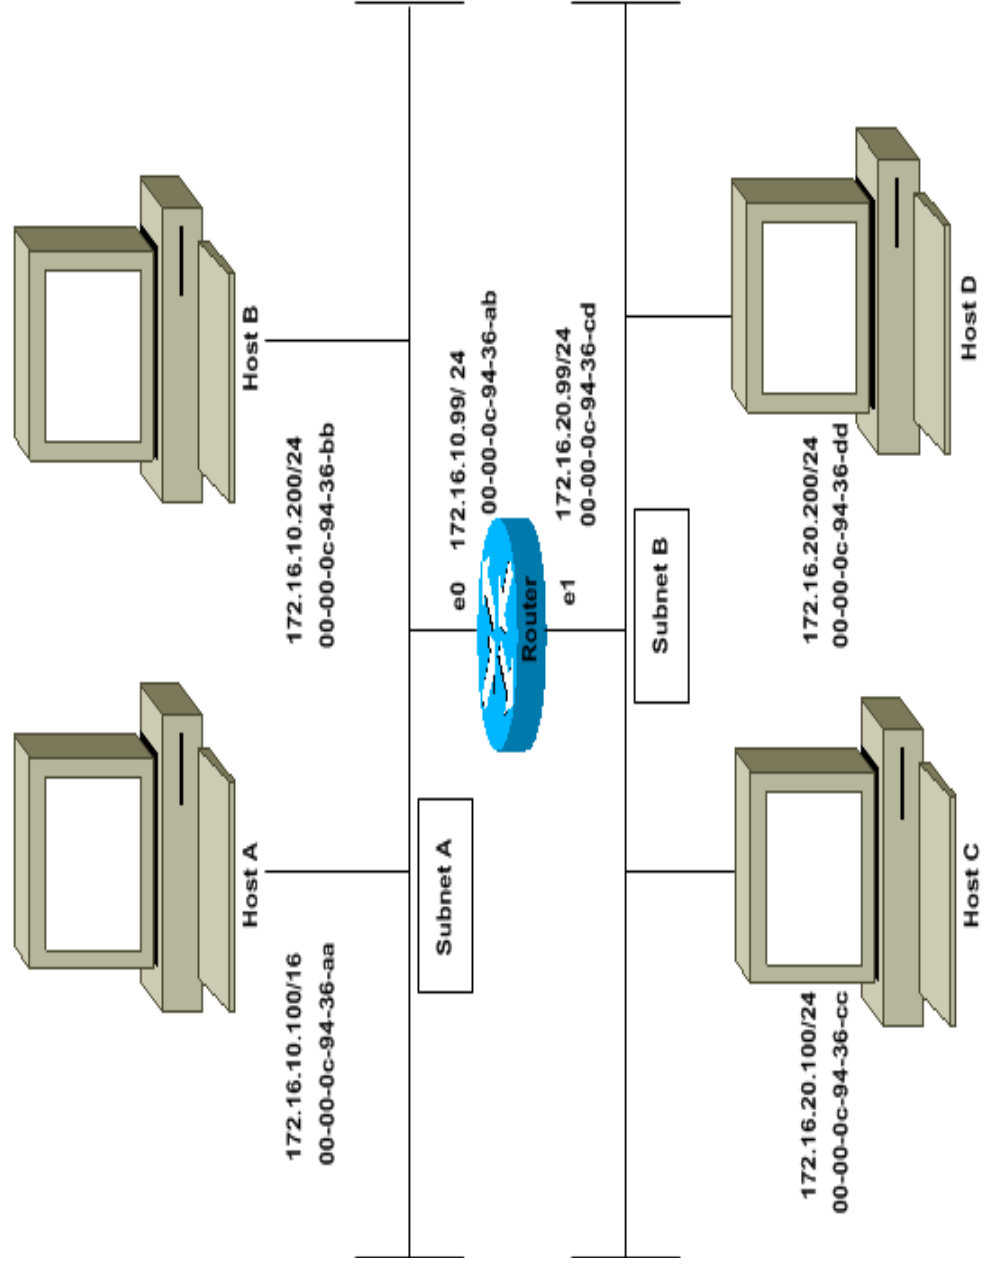 Host A
Host B
172.16.10.100/16
00-00-0c-94-36-aa
172.16.10.200/24
00-00-0c-94-36-bb
Subnet A
e0
172.16.10.99/ 24
00-00-0c-94-36-ab
Router
e1
172.16.20.99/24
00-00-0c-94-36-cd
Subnet B
172.16.20.100/24
00-00-0c-94-36-cc
172.16.20.200/24
00-00-0c-94-36-dd
Host C
Host D